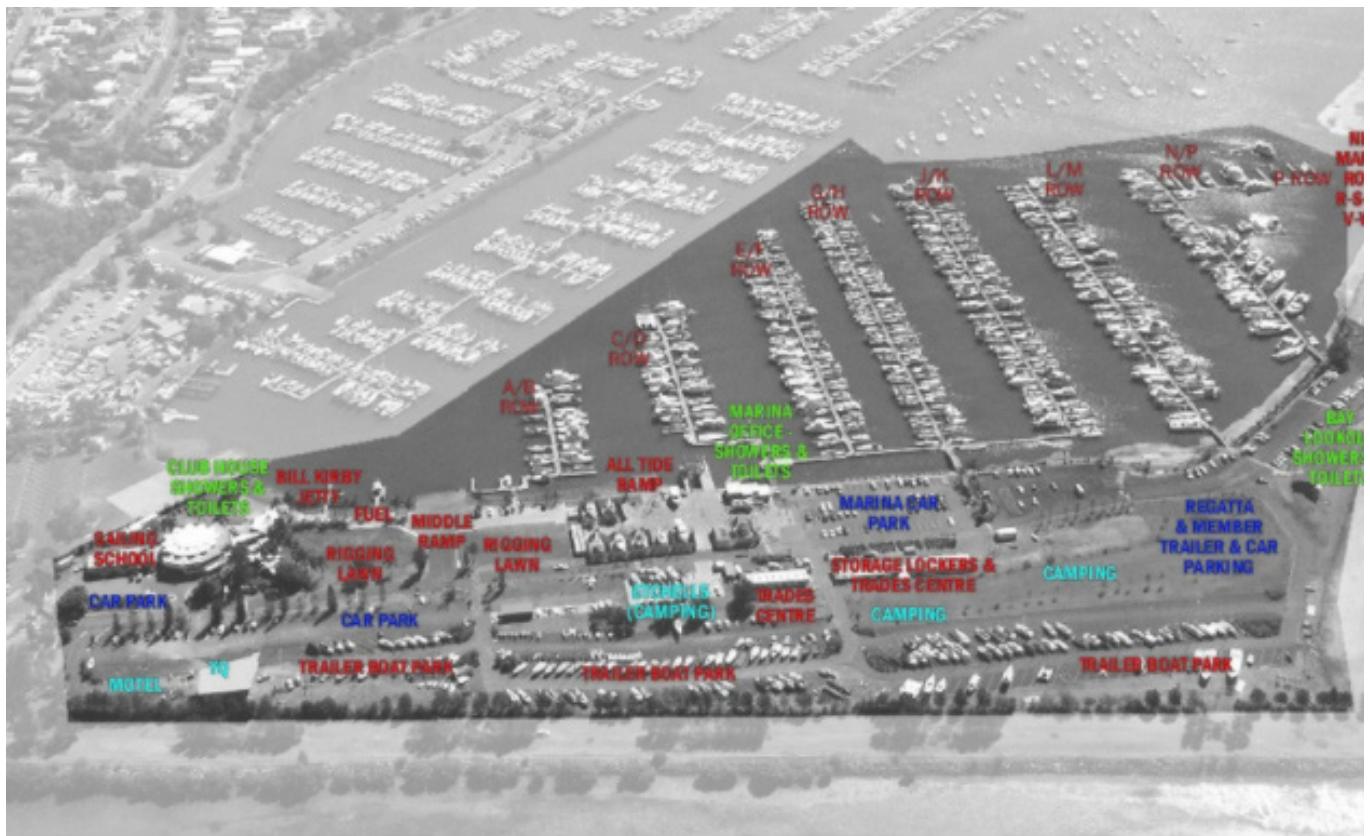 N/P
ROW
L/M
ROW
J/K
ROW
P ROW
G/H
ROW
E/F
ROW
C/D
ROW
A/B
ROW
MARINA
OFFICE -
SHOWERS &
TOILETS
CLUB HOUSE
SHOWERS &
TOILETS
BILL KIRBY
JETTY
FUEL
ALL TIDE
RAMP
MIDDLE
RAMP
RIGGING
LAWN
SAILING
SCHOOL
RIGGING
LAWN
MARINA CAR
PARK
REGATTA
& MEMBER
TRAILER & CAR
PARKING
BAY
SHOWERS
STORAGE LOCKERS &
TRADES CENTRE
CAMPING
CAMPING
ETCHELLS
(CAMPING)
TRADES
CENTRE
CAR PARK
CAR PARK
MOTEL
TQ
TRAILER BOAT PARK
TRAILER BOAT PARK
TRAILER BOAT PARK